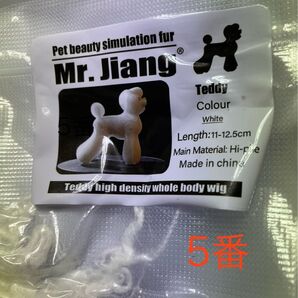 Pet beauty simulation fur
Mr. Jiang®
Teddy
Colour
White
Length:11-12.5cm
Main Material: Hi-pile
Made in china
Teddy high density whole body wig
5番